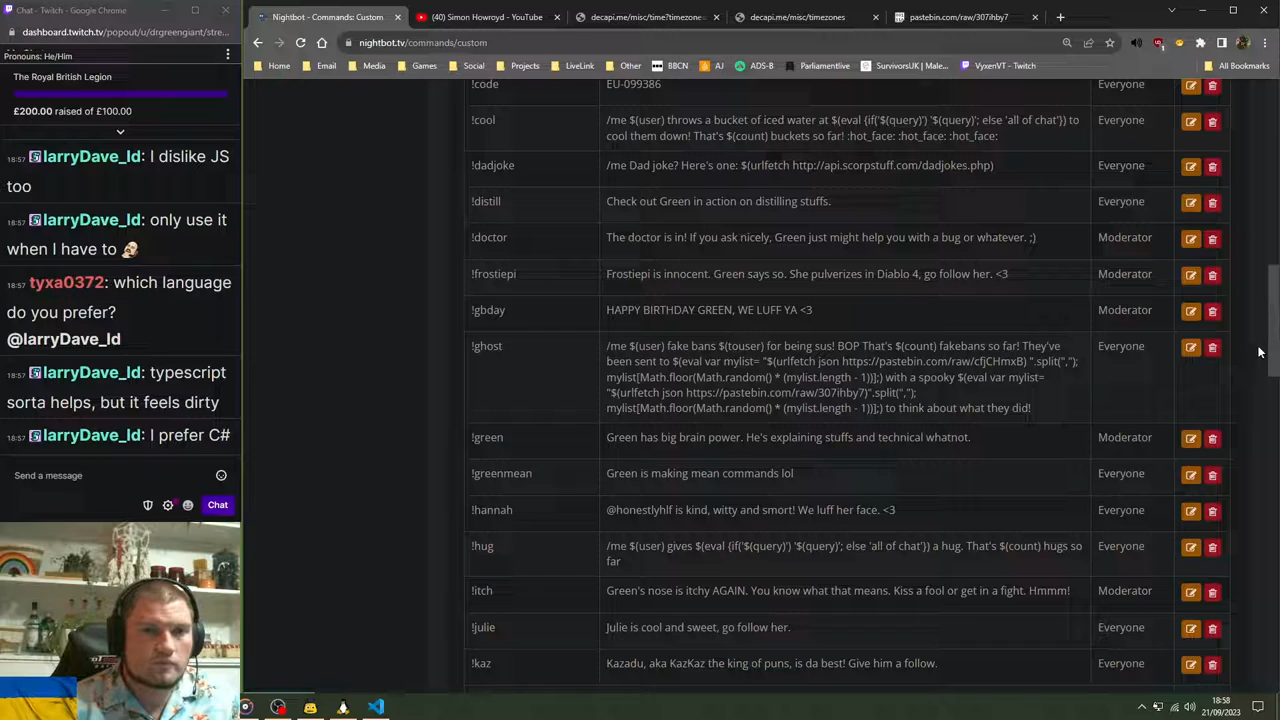 Chat - Twitch - Google Chrome
dashboard.twitch.tv/popout/u/drgreengiant/stre...
Pronouns: He/Him
The Royal British Legion
£200.00 raised of £100.00
18:57 larryDave_ld: I dislike JS
too
18:57 larryDave_ld: only use it
when I have to
18:57 tyxa0372: which language
do you prefer?
@larryDave_ld
18:57 larryDave_ld: typescript
sorta helps, but it feels dirty
18:57 larryDave_ld: I prefer C#
Send a message
Chat
Nightbot - Commands: Custom
(40) Simon Howroyd - YouTube
decapi.me/misc/time?timezone=
decapi.me/misc/timezones
pastebin.com/raw/307ihby7
nightbot.tv/commands/custom
Home Email Media Games Social Projects LiveLink Other BBCN AJ ADS-B Parliamentlive SurvivorsUK | Male... VyxenVT - Twitch All Bookmarks
!code EU-099386 Everyone
!cool /me $(user) throws a bucket of iced water at $(eval {if('$(query)') '$(query)'; else 'all of chat'}) to Everyone
cool them down! That's $(count) buckets so far! :hot_face: :hot_face: :hot_face:
!dadjoke /me Dad joke? Here's one: $(urlfetch http://api.scorpstuff.com/dadjokes.php) Everyone
!distill Check out Green in action on distilling stuffs. Everyone
!doctor The doctor is in! If you ask nicely, Green just might help you with a bug or whatever. ;) Moderator
!frostiepi Frostiepi is innocent. Green says so. She pulverizes in Diablo 4, go follow her. <3 Moderator
!gbday HAPPY BIRTHDAY GREEN, WE LUFF YA <3 Moderator
!ghost /me $(user) fake bans $(touser) for being sus! BOP That's $(count) fakebans so far! They've Everyone
been sent to $(eval var mylist= "$(urlfetch json https://pastebin.com/raw/cfjCHmxB) ".split(",");
mylist[Math.floor(Math.random() * (mylist.length - 1))];) with a spooky $(eval var mylist=
"$(urlfetch json https://pastebin.com/raw/307ihby7)".split(",");
mylist[Math.floor(Math.random() * (mylist.length - 1))];) to think about what they did!
!green Green has big brain power. He's explaining stuffs and technical whatnot. Moderator
!greenmean Green is making mean commands lol Everyone
!hannah @honestlyhlf is kind, witty and smort! We luff her face. <3 Everyone
!hug /me $(user) gives $(eval {if('$(query)') '$(query)'; else 'all of chat'}) a hug. That's $(count) hugs so Everyone
far
!itch Green's nose is itchy AGAIN. You know what that means. Kiss a fool or get in a fight. Hmmm! Moderator
!julie Julie is cool and sweet, go follow her. Everyone
!kaz Kazadu, aka KazKaz the king of puns, is da best! Give him a follow. Everyone
18:58
21/09/2023